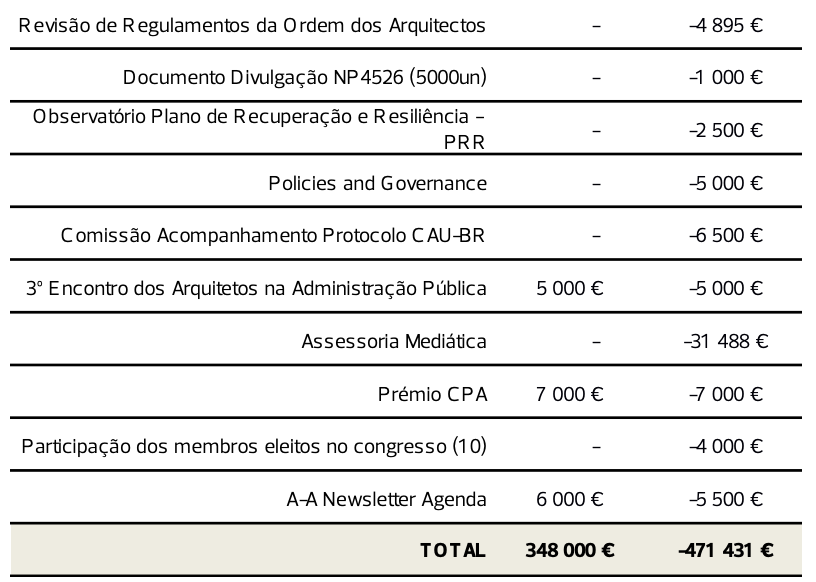 Revisão de Regulamentos da Ordem dos Arquitectos – –4 895 €
Documento Divulgação NP4526 (5000un) – –1 000 €
Observatório Plano de Recuperação e Resiliência –
PRR – –2 500 €
Policies and Governance – –5 000 €
Comissão Acompanhamento Protocolo CAU–BR – –6 500 €
3º Encontro dos Arquitetos na Administração Pública 5 000 € –5 000 €
Assessoria Mediática – –31 488 €
Prémio CPA 7 000 € –7 000 €
Participação dos membros eleitos no congresso (10) – –4 000 €
A–A Newsletter Agenda 6 000 € –5 500 €
TOTAL 348 000 € –471 431 €